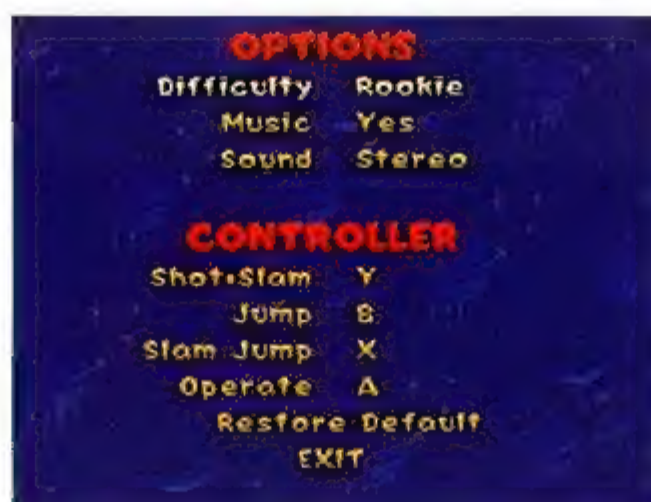 OPTIONS
Difficulty Rookie
Music Yes
Sound Stereo
CONTROLLER
Shot•Slam Y
Jump B
Slam Jump X
Operate A
Restore Default
EXIT